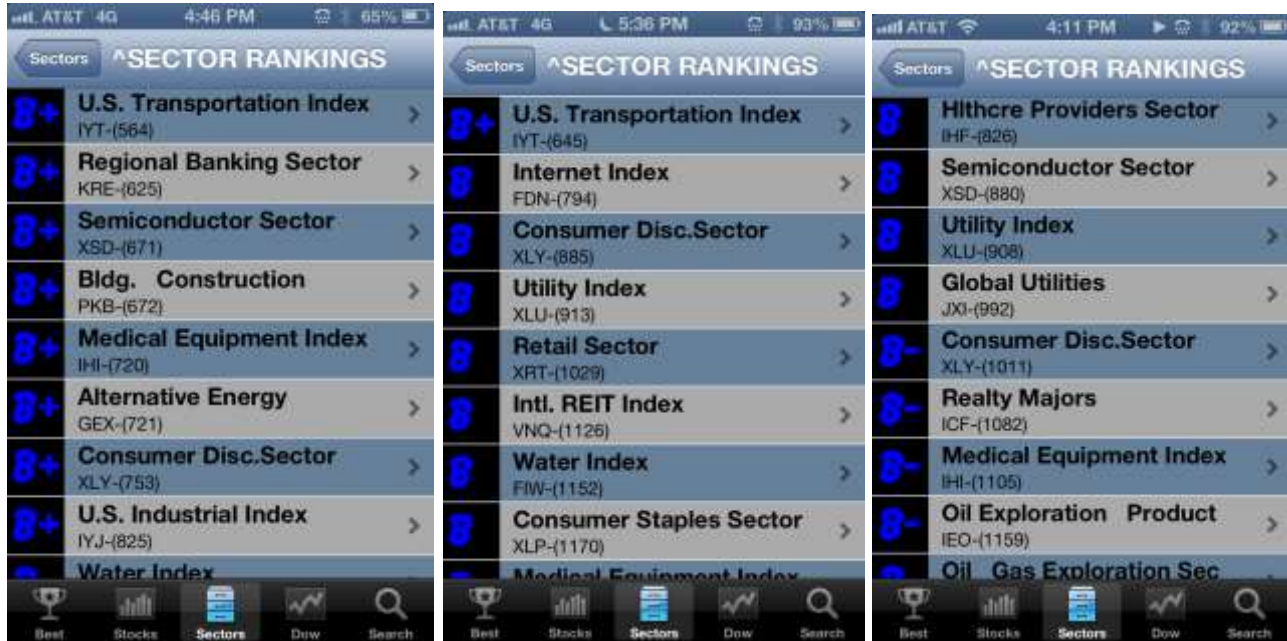 AT&T 4G 4:46 PM 65%
Sectors ^SECTOR RANKINGS
8+ U.S. Transportation Index >
IYT-(564)
8+ Regional Banking Sector >
KRE-(625)
8+ Semiconductor Sector >
XSD-(671)
8+ Bldg. Construction >
PKB-(672)
8+ Medical Equipment Index >
IHI-(720)
8+ Alternative Energy >
GEX-(721)
8+ Consumer Disc.Sector >
XLY-(753)
8+ U.S. Industrial Index >
IYJ-(825)
Water Index
Best Stocks Sectors Dow Search
AT&T 4G 5:36 PM 93%
Sectors ^SECTOR RANKINGS
8+ U.S. Transportation Index >
IYT-(645)
8 Internet Index >
FDN-(794)
8 Consumer Disc.Sector >
XLY-(885)
8 Utility Index >
XLU-(913)
8 Retail Sector >
XRT-(1029)
8 Intl. REIT Index >
VNQ-(1126)
8 Water Index >
FIW-(1152)
8 Consumer Staples Sector >
XLP-(1170)
Medical Equipment Index
Best Stocks Sectors Dow Search
AT&T 4:11 PM 92%
Sectors ^SECTOR RANKINGS
8 Hlthcre Providers Sector >
IHF-(826)
8 Semiconductor Sector >
XSD-(880)
8 Utility Index >
XLU-(908)
8 Global Utilities >
JXI-(992)
8- Consumer Disc.Sector >
XLY-(1011)
8- Realty Majors >
ICF-(1082)
8- Medical Equipment Index >
IHI-(1105)
8- Oil Exploration Product >
IEO-(1159)
Oil Gas Exploration Sec
Best Stocks Sectors Dow Search